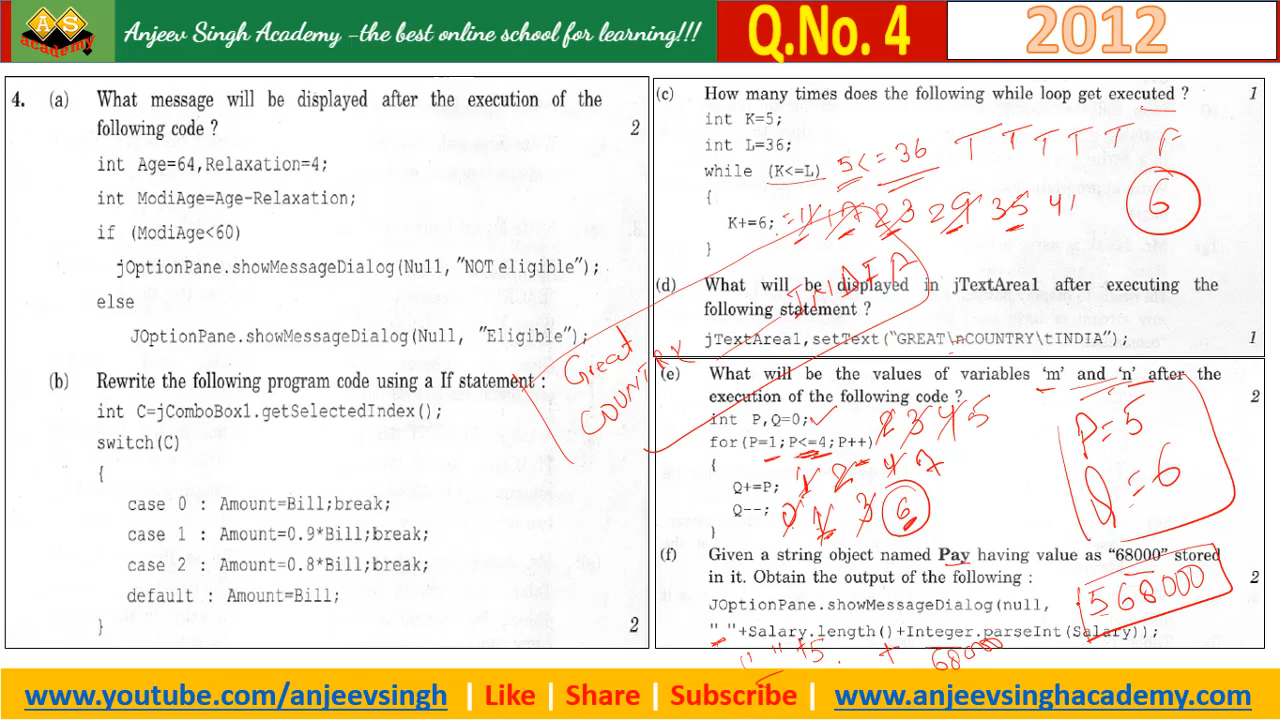 AS
academy
Anjeev Singh Academy -the best online school for learning!!!
Q.No. 4
2012
4. (a) What message will be displayed after the execution of the
following code ?
2
int Age=64,Relaxation=4;
int ModiAge=Age-Relaxation;
if (ModiAge<60)
jOptionPane.showMessageDialog(Null,"NOT eligible");
else
JOptionPane.showMessageDialog(Null, "Eligible");
(b) Rewrite the following program code using a If statement :
int C=jComboBox1.getSelectedIndex();
switch(C)
{
case 0 : Amount=Bill;break;
case 1 : Amount=0.9*Bill;break;
case 2 : Amount=0.8*Bill;break;
default : Amount=Bill;
}
2
(c) How many times does the following while loop get executed ? 1
int K=5;
int L=36;
while (K<=L) 5<=36 T T T T T F
{
K+=6; =11 17 23 29 35 41 6
}
(d) What will be displayed in jTextArea1 after executing the
following statement ?
jTextArea1,setText("GREAT\nCOUNTRY\tINDIA"); 1
Great
COUNTRY INDIA
(e) What will be the values of variables 'm' and 'n' after the
execution of the following code ? 2
int P,Q=0;
for(P=1;P<=4;P++) 2 3 4 5
{ 1 2 4 7
Q+=P;
Q--; 0 1 3 6
}
P=5
Q=6
(f) Given a string object named Pay having value as "68000" stored
in it. Obtain the output of the following : 2
JOptionPane.showMessageDialog(null,
" "+Salary.length()+Integer.parseInt(Salary));
568000
" " +5 + 68000
www.youtube.com/anjeevsingh | Like | Share | Subscribe | www.anjeevsinghacademy.com